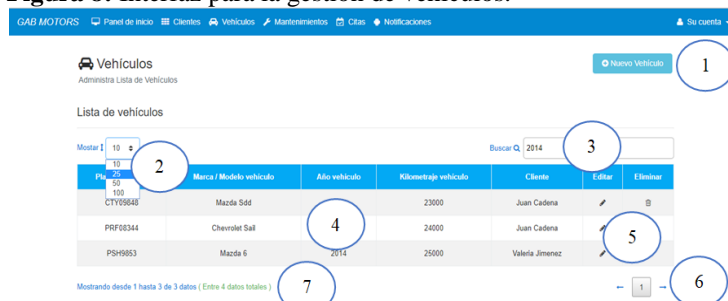 Figura 8. Interfaz para la gestión de vehículos.
GAB MOTORS Panel de inicio Clientes Vehículos Mantenimientos Citas Notificaciones Su cuenta
Vehículos
Nuevo Vehículo
1
Administra Lista de Vehículos
Lista de vehículos
Mostar 10
Buscar 2014
3
10
25
50
100
2
Marca / Modelo vehículo Año vehículo Kilometraje vehículo Cliente Editar Eliminar
CTY09848 Mazda Sdd 23000 Juan Cadena
4
PRF08344 Chevrolet Sail 24000 Juan Cadena
5
PSH9853 Mazda 6 2014 25000 Valeria Jimenez
Mostrando desde 1 hasta 3 de 3 datos ( Entre 4 datos totales )
7
← 1 →
6